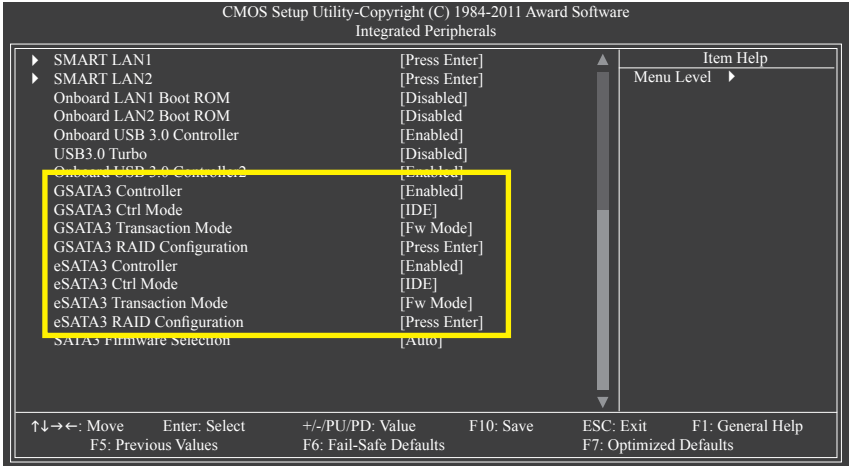 CMOS Setup Utility-Copyright (C) 1984-2011 Award Software
Integrated Peripherals
SMART LAN1 [Press Enter]
SMART LAN2 [Press Enter]
Onboard LAN1 Boot ROM [Disabled]
Onboard LAN2 Boot ROM [Disabled
Onboard USB 3.0 Controller [Enabled]
USB3.0 Turbo [Disabled]
Onboard USB 3.0 Controller2 [Enabled]
GSATA3 Controller [Enabled]
GSATA3 Ctrl Mode [IDE]
GSATA3 Transaction Mode [Fw Mode]
GSATA3 RAID Configuration [Press Enter]
eSATA3 Controller [Enabled]
eSATA3 Ctrl Mode [IDE]
eSATA3 Transaction Mode [Fw Mode]
eSATA3 RAID Configuration [Press Enter]
SATA3 Firmware Selection [Auto]
Item Help
Menu Level
↑↓→←: Move Enter: Select +/-/PU/PD: Value F10: Save ESC: Exit F1: General Help
F5: Previous Values F6: Fail-Safe Defaults F7: Optimized Defaults